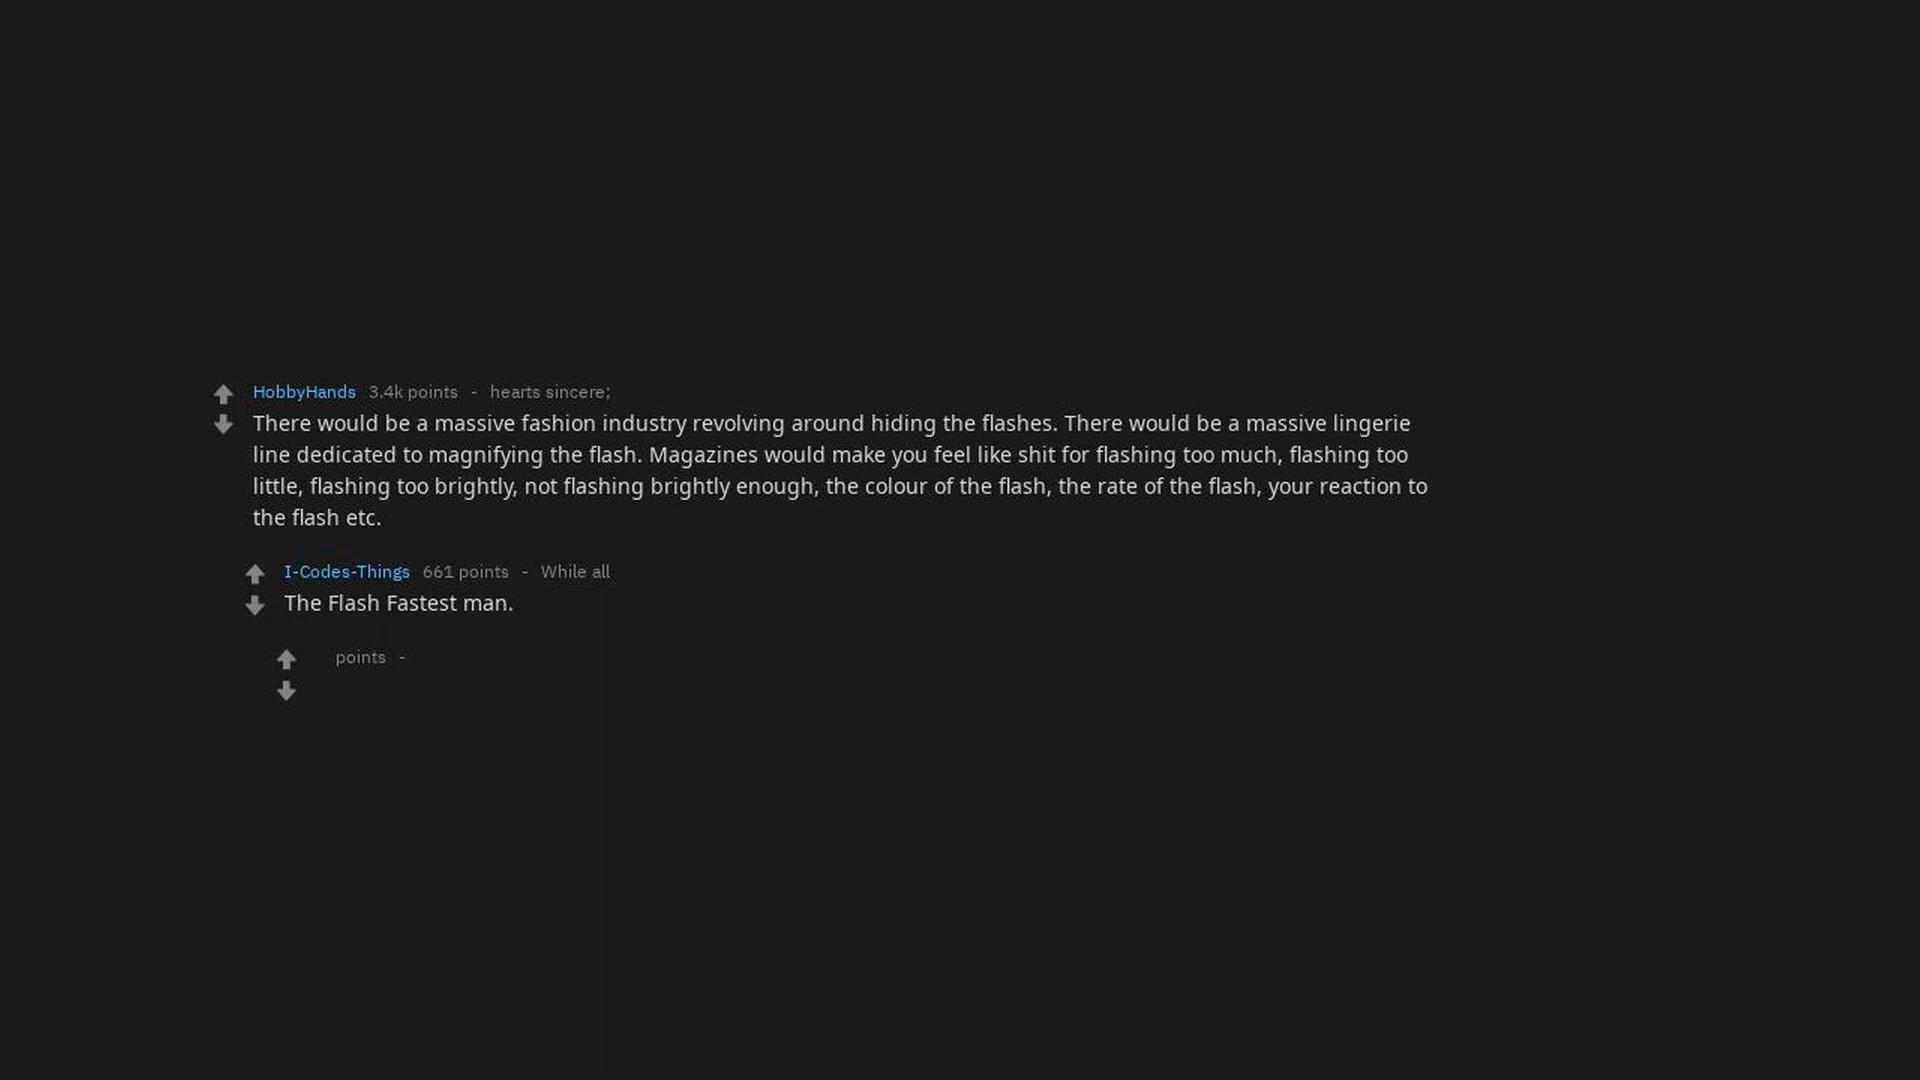 HobbyHands 3.4k points - hearts sincere;
There would be a massive fashion industry revolving around hiding the flashes. There would be a massive lingerie
line dedicated to magnifying the flash. Magazines would make you feel like shit for flashing too much, flashing too
little, flashing too brightly, not flashing brightly enough, the colour of the flash, the rate of the flash, your reaction to
the flash etc.
I-Codes-Things 661 points - While all
The Flash Fastest man.
points -